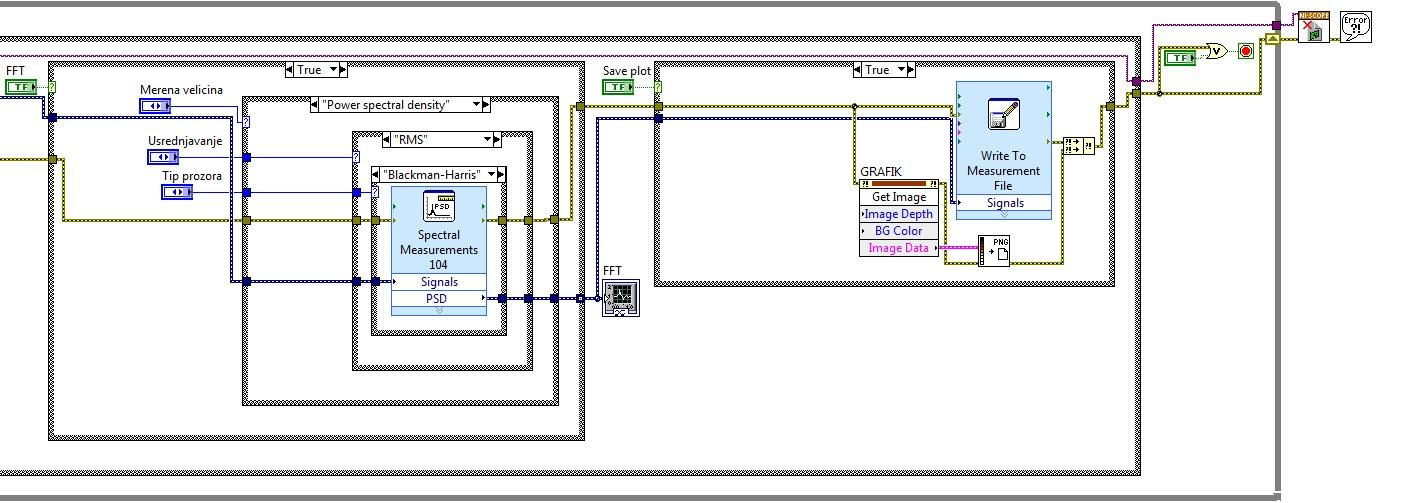 NI-SCOPE
Error
?!
FFT
TF
True
Merena velicina
"Power spectral density"
Usrednjavanje
"RMS"
Tip prozora
"Blackman-Harris"
PSD
Spectral
Measurements
104
Signals
PSD
FFT
Save plot
TF
True
Write To
Measurement
File
Signals
GRAFIK
Get Image
Image Depth
BG Color
Image Data
PNG
TF
V